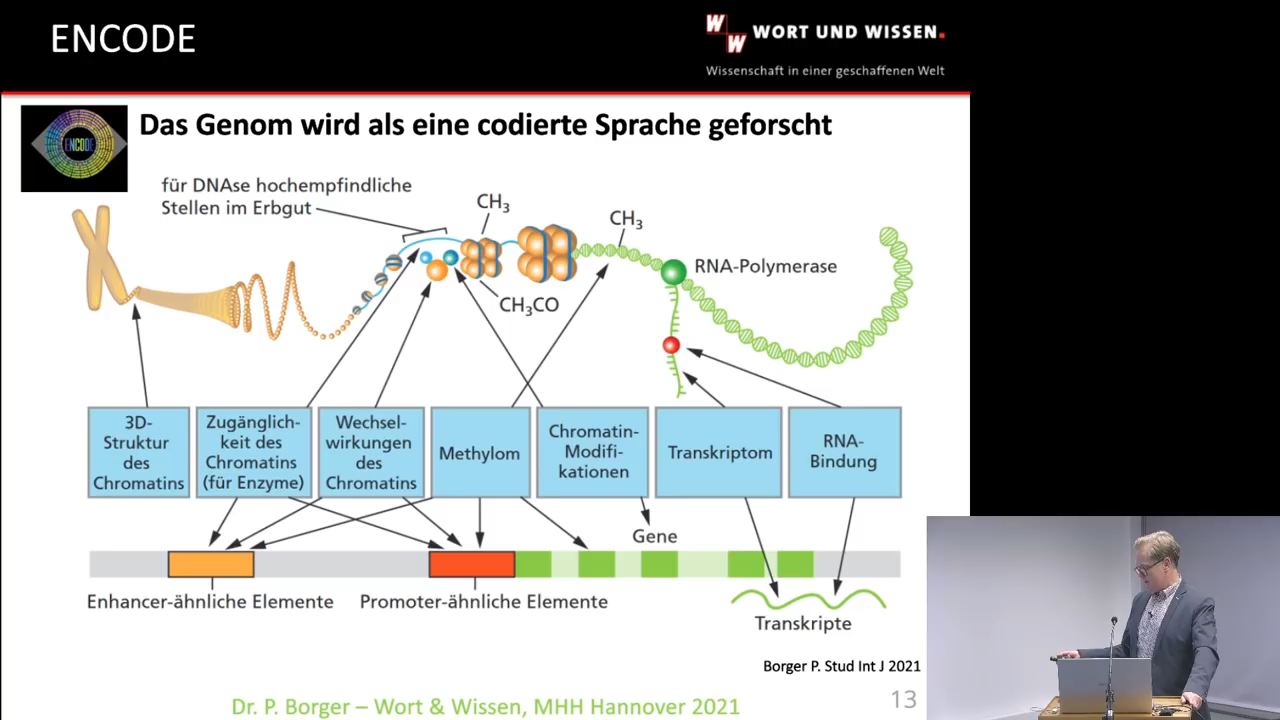 ENCODE
W
W
WORT UND WISSEN.
Wissenschaft in einer geschaffenen Welt
ENCODE
Das Genom wird als eine codierte Sprache geforscht
für DNAse hochempfindliche
Stellen im Erbgut
CH₃
CH₃
RNA-Polymerase
CH₃CO
3D-
Struktur
des
Chromatins
Zugänglich-
keit des
Chromatins
(für Enzyme)
Wechsel-
wirkungen
des
Chromatins
Methylom
Chromatin-
Modifi-
kationen
Transkriptom
RNA-
Bindung
Gene
Enhancer-ähnliche Elemente
Promoter-ähnliche Elemente
Transkripte
Borger P. Stud Int J 2021
Dr. P. Borger – Wort & Wissen, MHH Hannover 2021
13